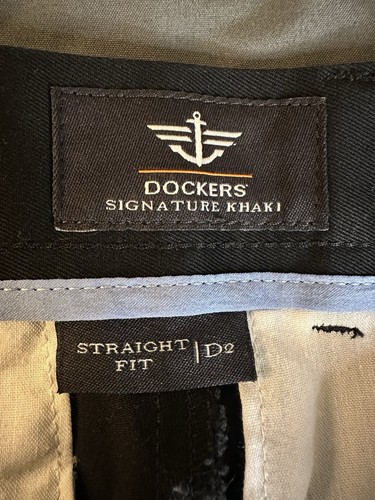 DOCKERS®
SIGNATURE KHAKI
STRAIGHT FIT | D2